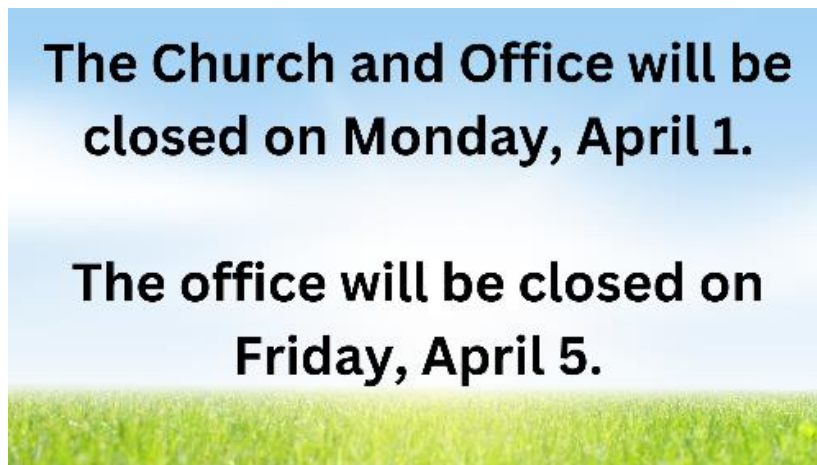 The Church and Office will be
closed on Monday, April 1.
The office will be closed on
Friday, April 5.